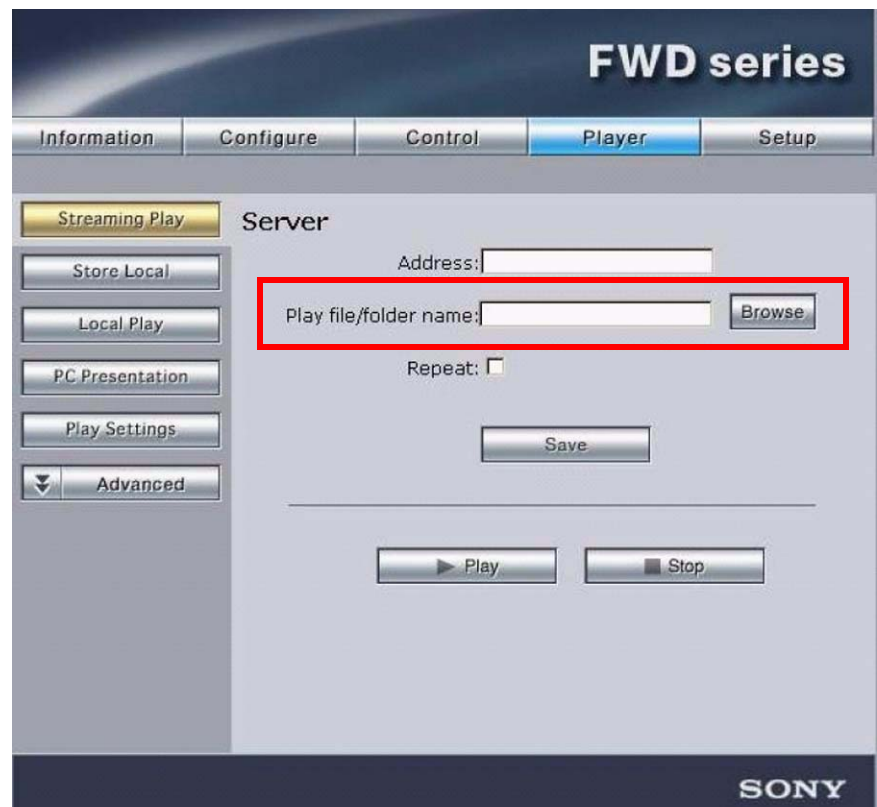 FWD series
Information Configure Control Player Setup
Streaming Play
Server
Address:
Store Local
Play file/folder name:
Browse
Local Play
Repeat:
PC Presentation
Play Settings
Save
Advanced
Play
Stop
SONY